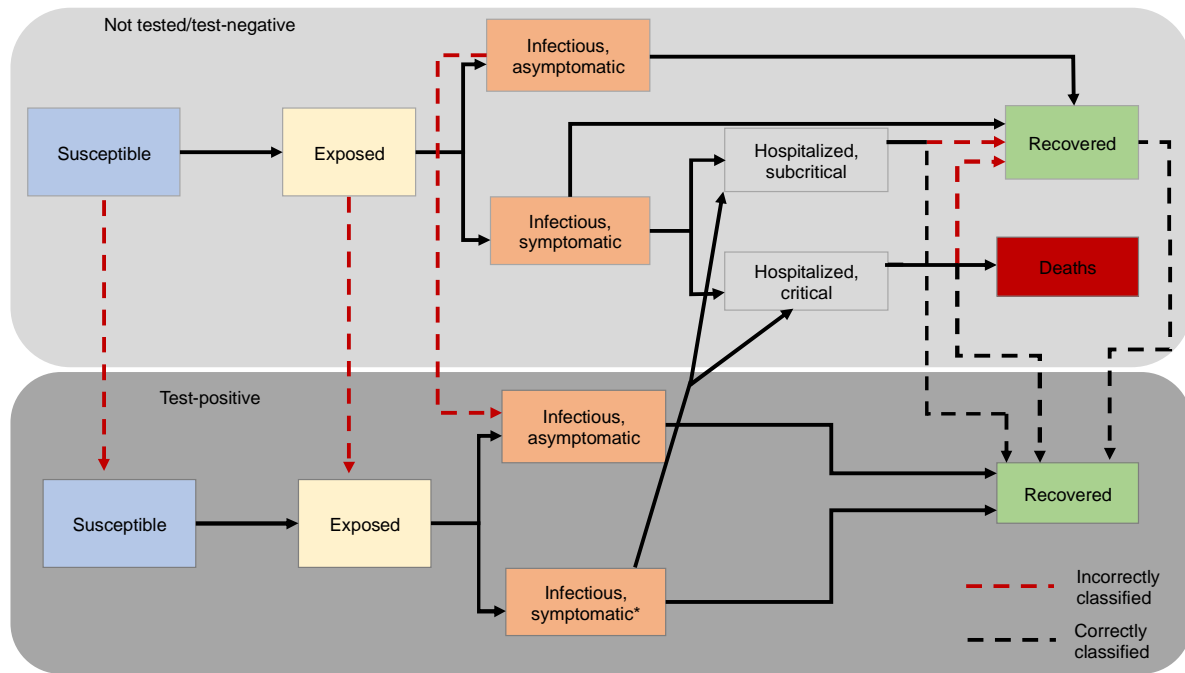 Not tested/test-negative
Infectious,
asymptomatic
Susceptible
Exposed
Infectious,
symptomatic
Hospitalized,
subcritical
Hospitalized,
critical
Recovered
Deaths
Test-positive
Infectious,
asymptomatic
Susceptible
Exposed
Infectious,
symptomatic*
Recovered
Incorrectly
classified
Correctly
classified